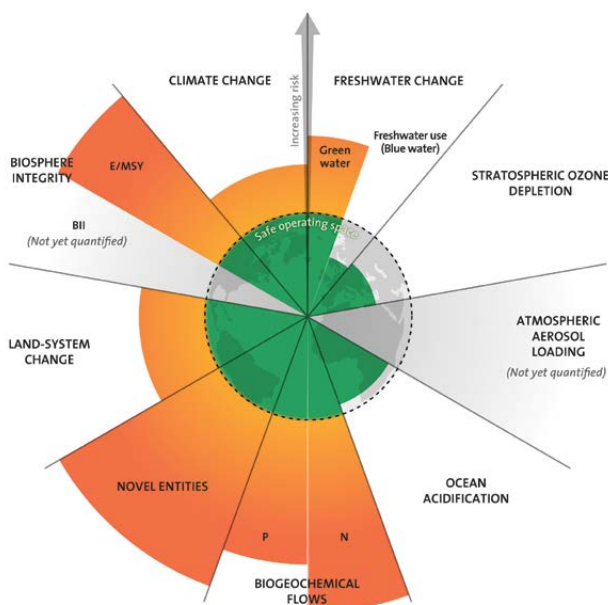 CLIMATE CHANGE
FRESHWATER CHANGE
Increasing risk
Green
water
Freshwater use
(Blue water)
E/MSY
BIOSPHERE
INTEGRITY
BII
(Not yet quantified)
STRATOSPHERIC OZONE
DEPLETION
Safe operating space
ATMOSPHERIC
AEROSOL
LOADING
(Not yet quantified)
LAND-SYSTEM
CHANGE
OCEAN
ACIDIFICATION
NOVEL ENTITIES
P
N
BIOGEOCHEMICAL
FLOWS